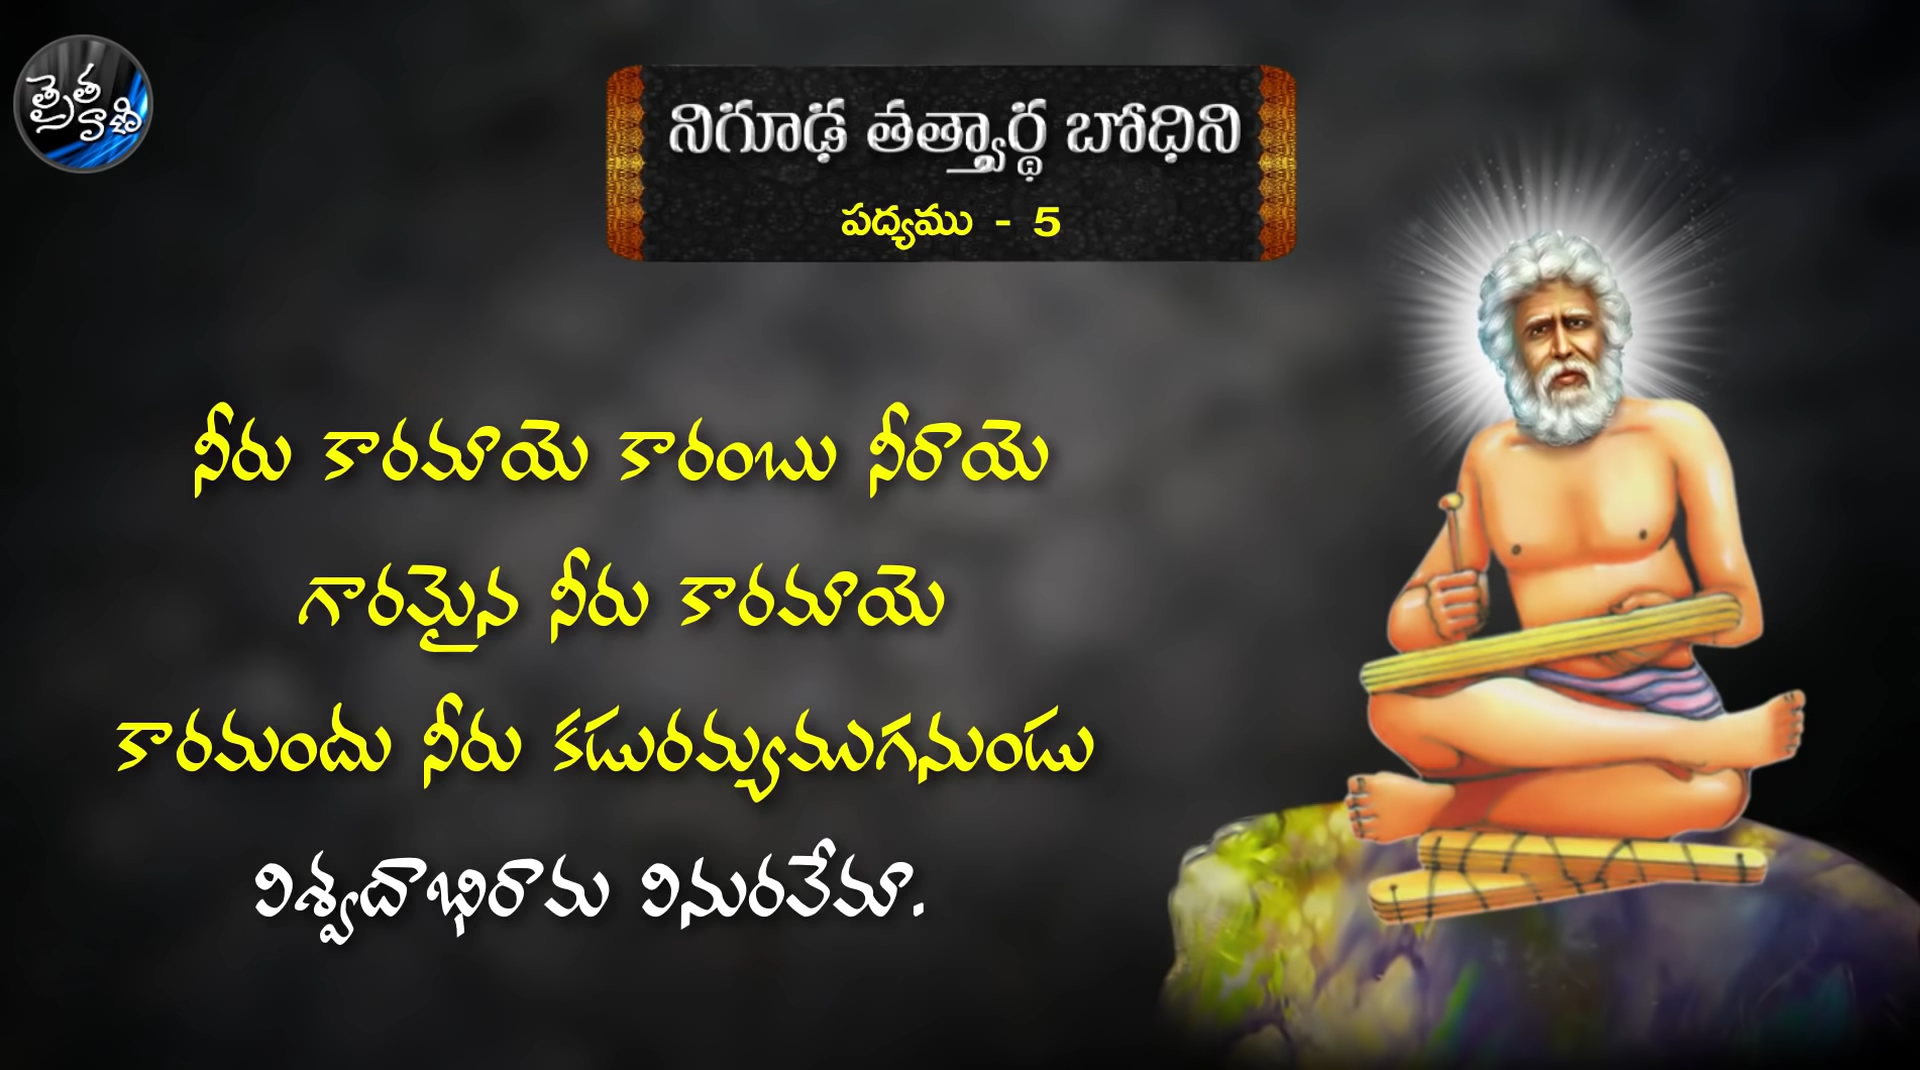 త్రైత
వాణి
నిగూఢ తత్త్వార్థ బోధిని
పద్యము - 5
నీరు కారమాయె కారంబు నీరాయె
గారమైన నీరు కారమాయె
కారమందు నీరు కడురమ్యముగనుండు
విశ్వదాభిరామ వినురవేమా.